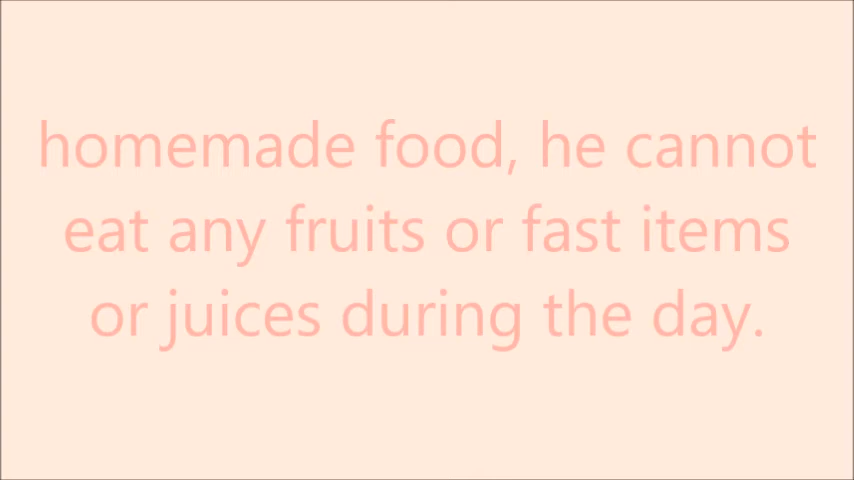 homemade food, he cannot
eat any fruits or fast items
or juices during the day.